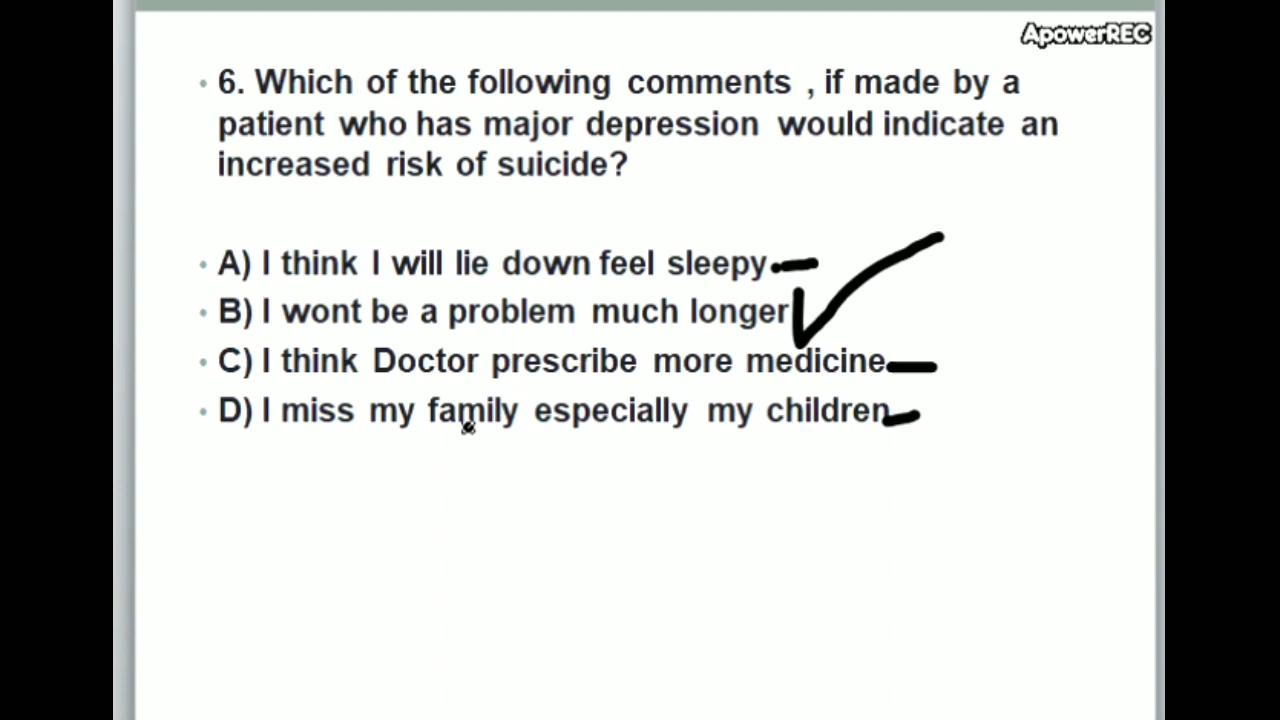 ApowerREC
• 6. Which of the following comments , if made by a
patient who has major depression would indicate an
increased risk of suicide?
• A) I think I will lie down feel sleepy
• B) I wont be a problem much longer
• C) I think Doctor prescribe more medicine
• D) I miss my family especially my children